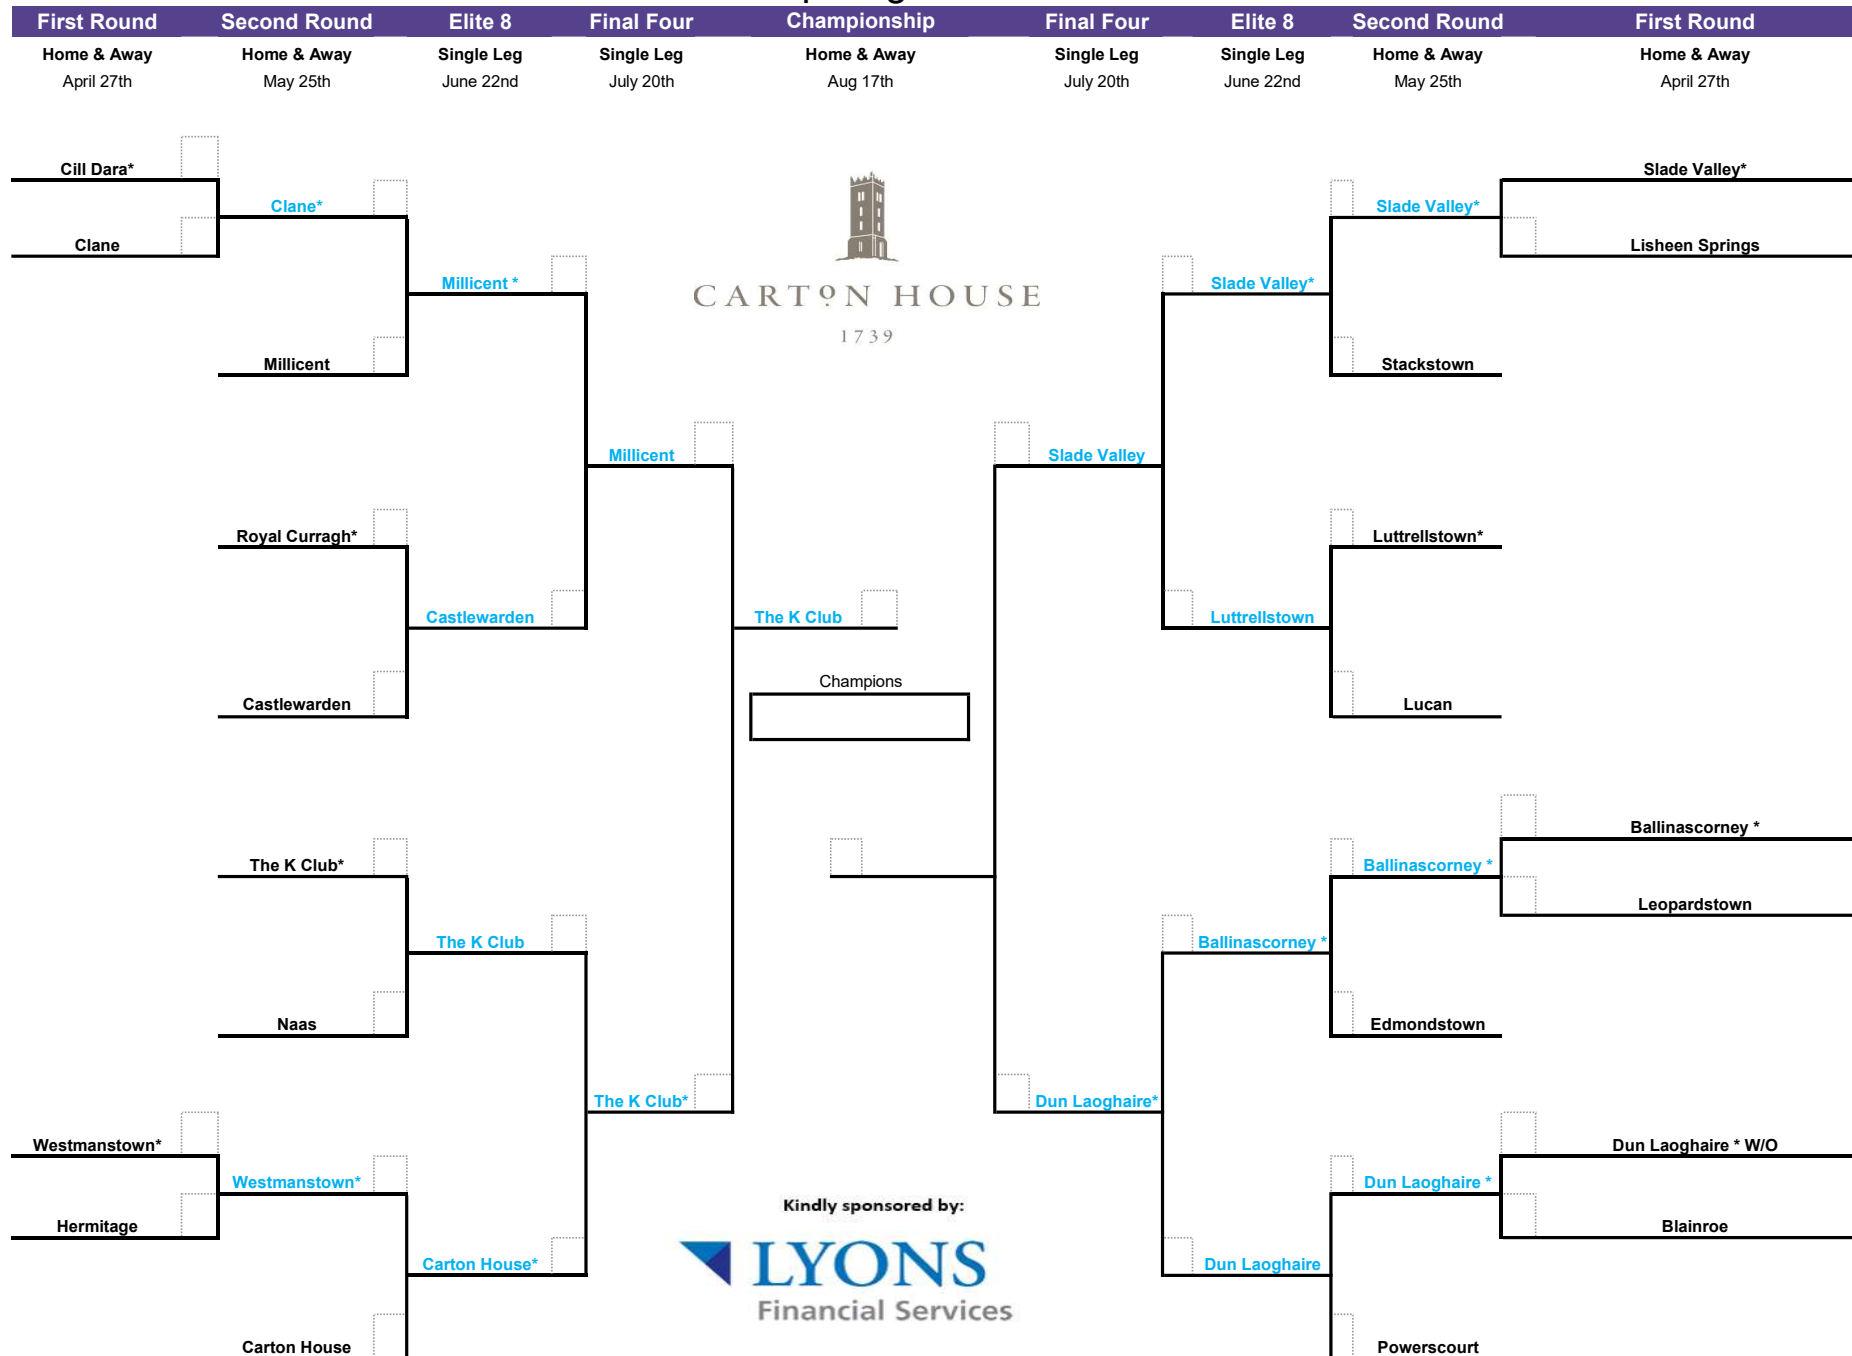 First Round Second Round Elite 8 Final Four Championship Final Four Elite 8 Second Round First Round
Home & Away Home & Away Single Leg Single Leg Home & Away Single Leg Single Leg Home & Away Home & Away
April 27th May 25th June 22nd July 20th Aug 17th July 20th June 22nd May 25th April 27th
Cill Dara* Slade Valley*
Clane* Slade Valley*
Clane Lisheen Springs
Millicent * Slade Valley*
CARTON HOUSE
1739
Millicent Stackstown
Millicent Slade Valley
Royal Curragh* Luttrellstown*
Castlewarden The K Club Luttrellstown
Champions
Castlewarden Lucan
Ballinascorney *
The K Club* Ballinascorney *
Leopardstown
The K Club Ballinascorney *
Naas Edmondstown
The K Club* Dun Laoghaire*
Westmanstown* Dun Laoghaire * W/O
Westmanstown* Dun Laoghaire *
Kindly sponsored by:
Hermitage Blainroe
Carton House* LYONS Dun Laoghaire
Financial Services
Carton House Powerscourt